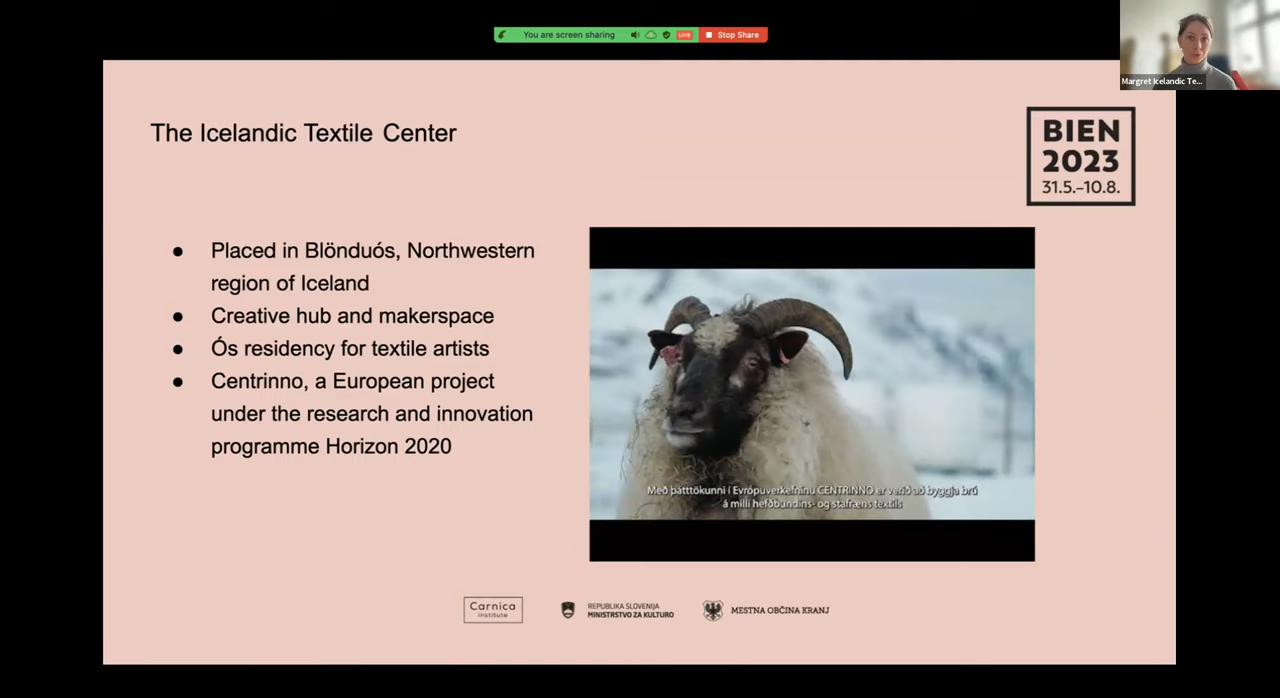 You are screen sharing
LIVE
Stop Share
Margret Icelandic Te...
The Icelandic Textile Center
BIEN
2023
31.5.–10.8.
● Placed in Blönduós, Northwestern
region of Iceland
● Creative hub and makerspace
● Ós residency for textile artists
● Centrinno, a European project
under the research and innovation
programme Horizon 2020
Með þátttökunni í Evrópuverkefninu CENTRINNO er verið að byggja brú
á milli hefðbundins- og stafræns textíls
Carnica
institute
REPUBLIKA SLOVENIJA
MINISTRSTVO ZA KULTURO
MESTNA OBČINA KRANJ